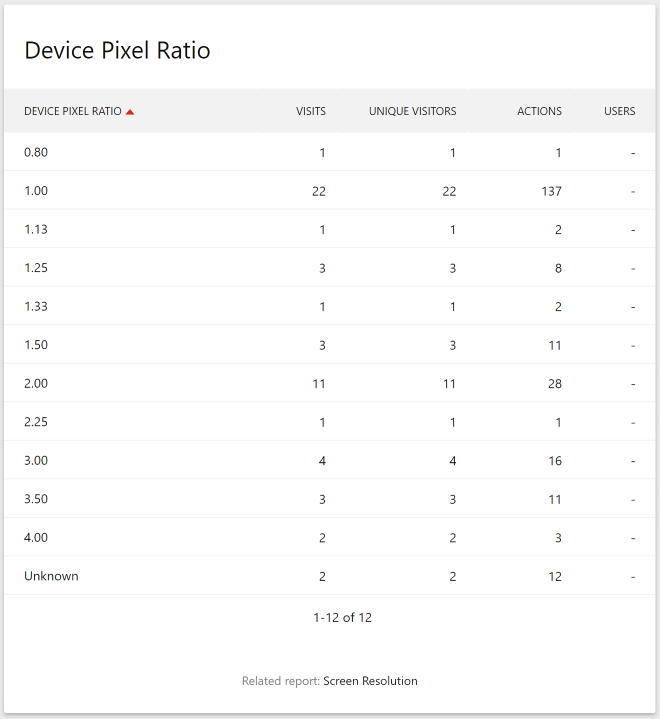 Device Pixel Ratio
DEVICE PIXEL RATIO VISITS UNIQUE VISITORS ACTIONS USERS
0.80 1 1 1 -
1.00 22 22 137 -
1.13 1 1 2 -
1.25 3 3 8 -
1.33 1 1 2 -
1.50 3 3 11 -
2.00 11 11 28 -
2.25 1 1 1 -
3.00 4 4 16 -
3.50 3 3 11 -
4.00 2 2 3 -
Unknown 2 2 12 -
1-12 of 12
Related report: Screen Resolution